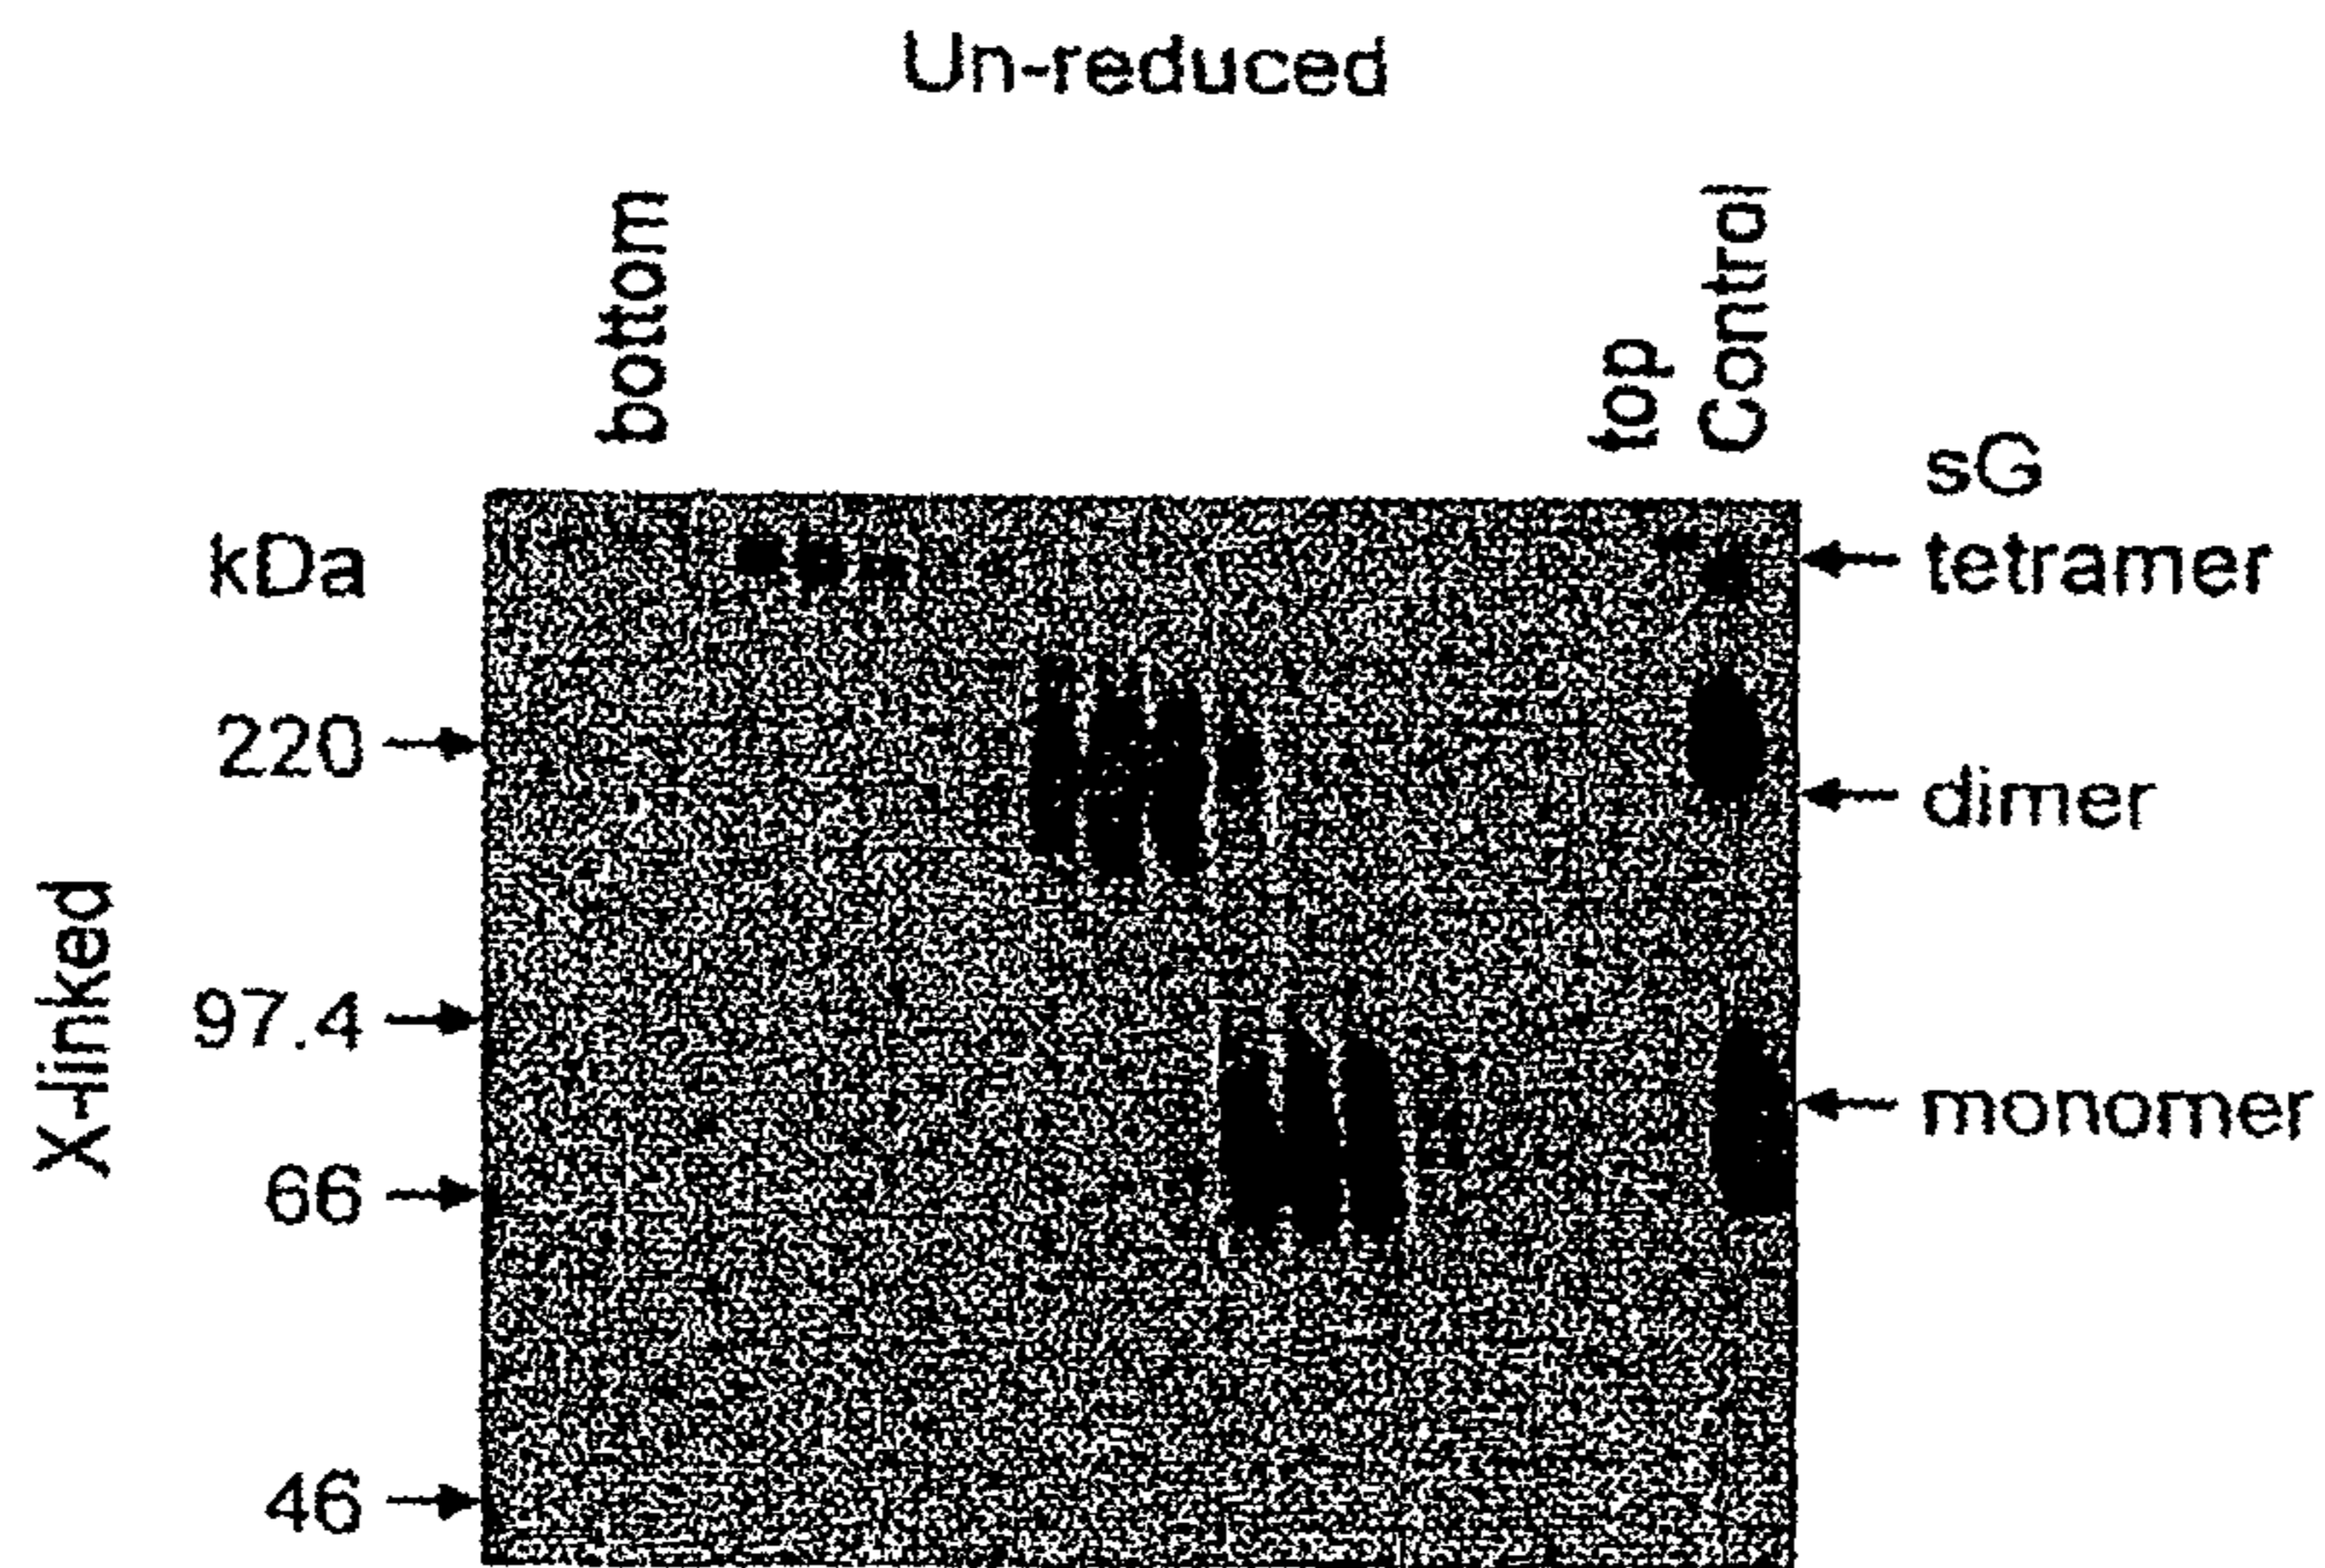 Un-reduced
bottom
top
Control
kDa
220
97.4
66
46
X-linked
sG
tetramer
dimer
monomer